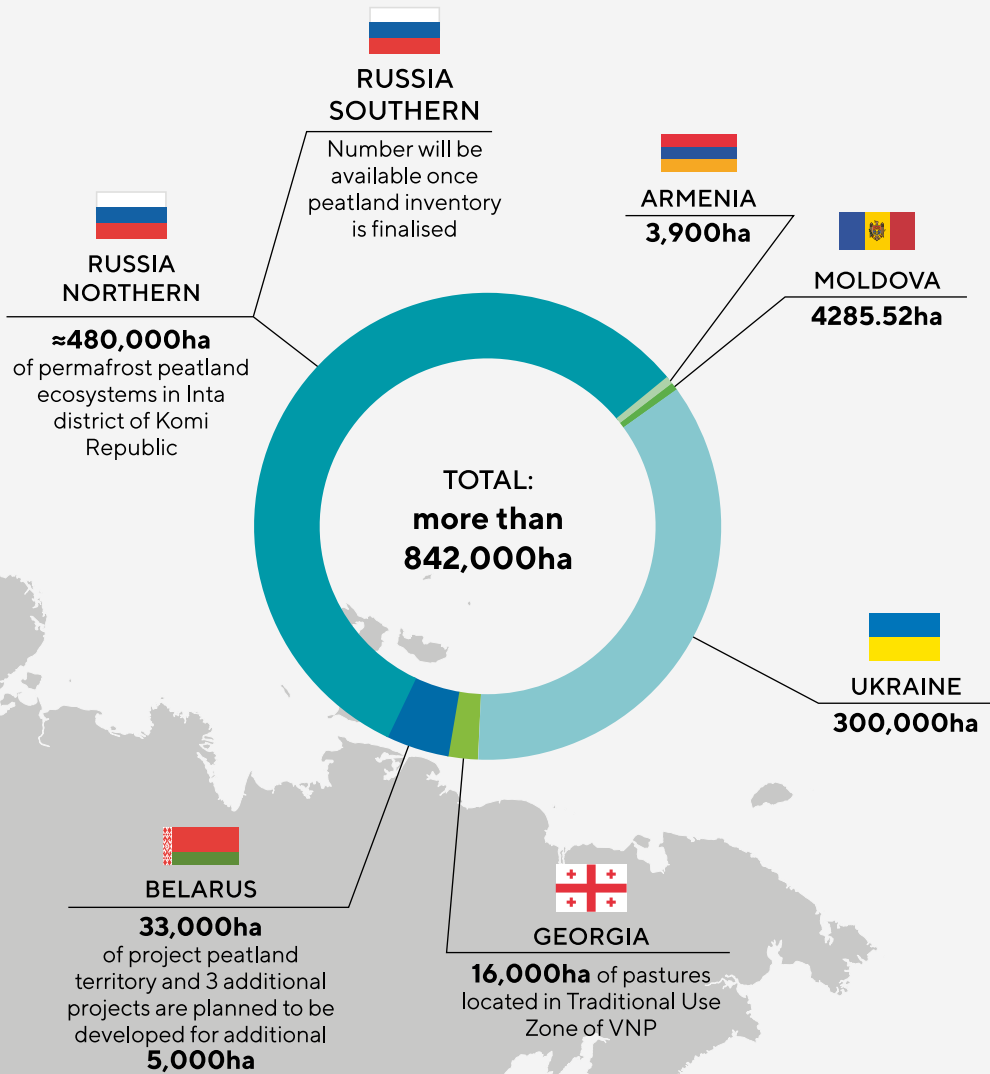 RUSSIA
SOUTHERN
Number will be
available once
peatland inventory
is finalised
RUSSIA
NORTHERN
≈480,000ha
of permafrost peatland
ecosystems in Inta
district of Komi
Republic
ARMENIA
3,900ha
MOLDOVA
4285.52ha
TOTAL:
more than
842,000ha
UKRAINE
300,000ha
BELARUS
33,000ha
of project peatland
territory and 3 additional
projects are planned to be
developed for additional
5,000ha
GEORGIA
16,000ha of pastures
located in Traditional Use
Zone of VNP